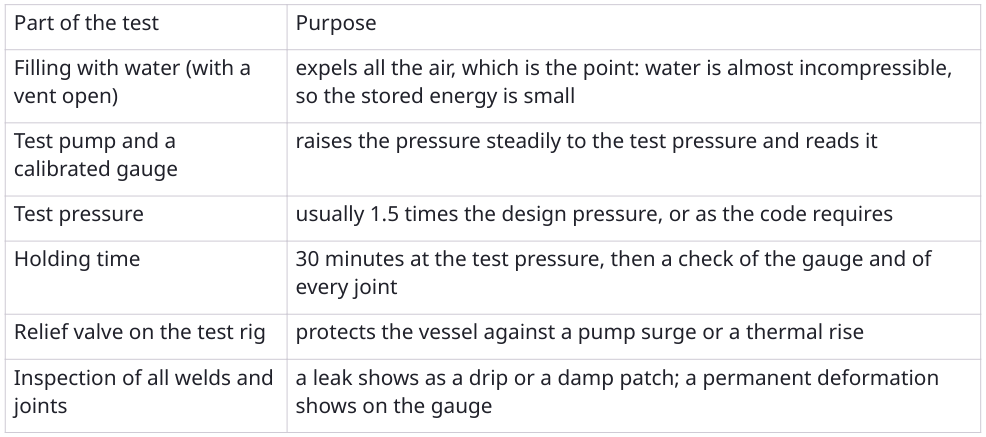 Part of the test
Purpose
Filling with water (with a
vent open)
expels all the air, which is the point: water is almost incompressible,
so the stored energy is small
Test pump and a
calibrated gauge
raises the pressure steadily to the test pressure and reads it
Test pressure
usually 1.5 times the design pressure, or as the code requires
Holding time
30 minutes at the test pressure, then a check of the gauge and of
every joint
Relief valve on the test rig
protects the vessel against a pump surge or a thermal rise
Inspection of all welds and
joints
a leak shows as a drip or a damp patch; a permanent deformation
shows on the gauge